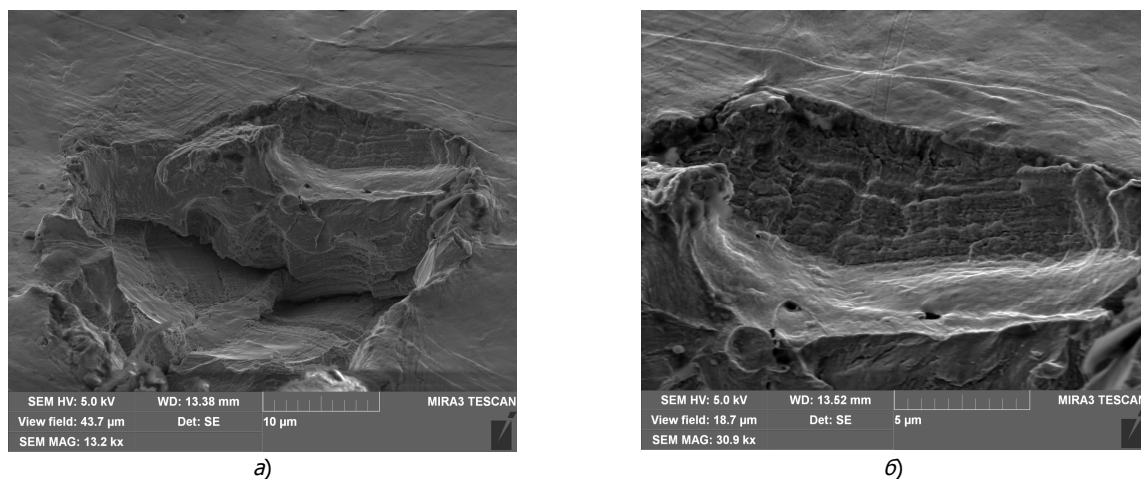 SEM HV: 5.0 kV WD: 13.38 mm MIRA3 TESCAN
View field: 43.7 µm Det: SE 10 µm
SEM MAG: 13.2 kx
а)
SEM HV: 5.0 kV WD: 13.52 mm MIRA3 TESCAN
View field: 18.7 µm Det: SE 5 µm
SEM MAG: 30.9 kx
б)